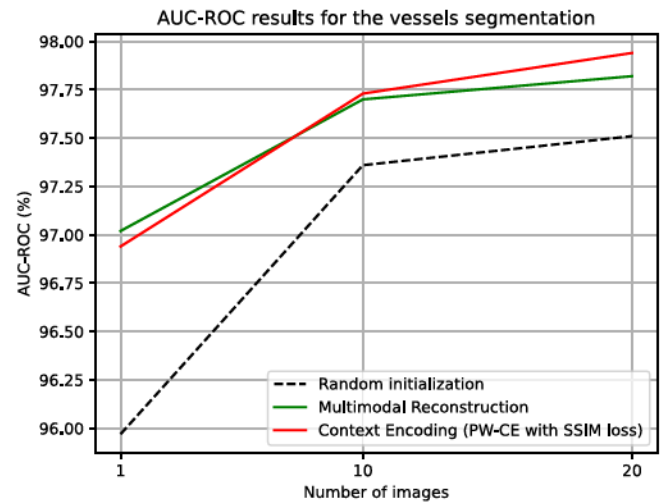 AUC-ROC results for the vessels segmentation
98.00
97.75
97.50
97.25
97.00
96.75
96.50
96.25
96.00
AUC-ROC (%)
Random initialization
Multimodal Reconstruction
Context Encoding (PW-CE with SSIM loss)
1
10
20
Number of images